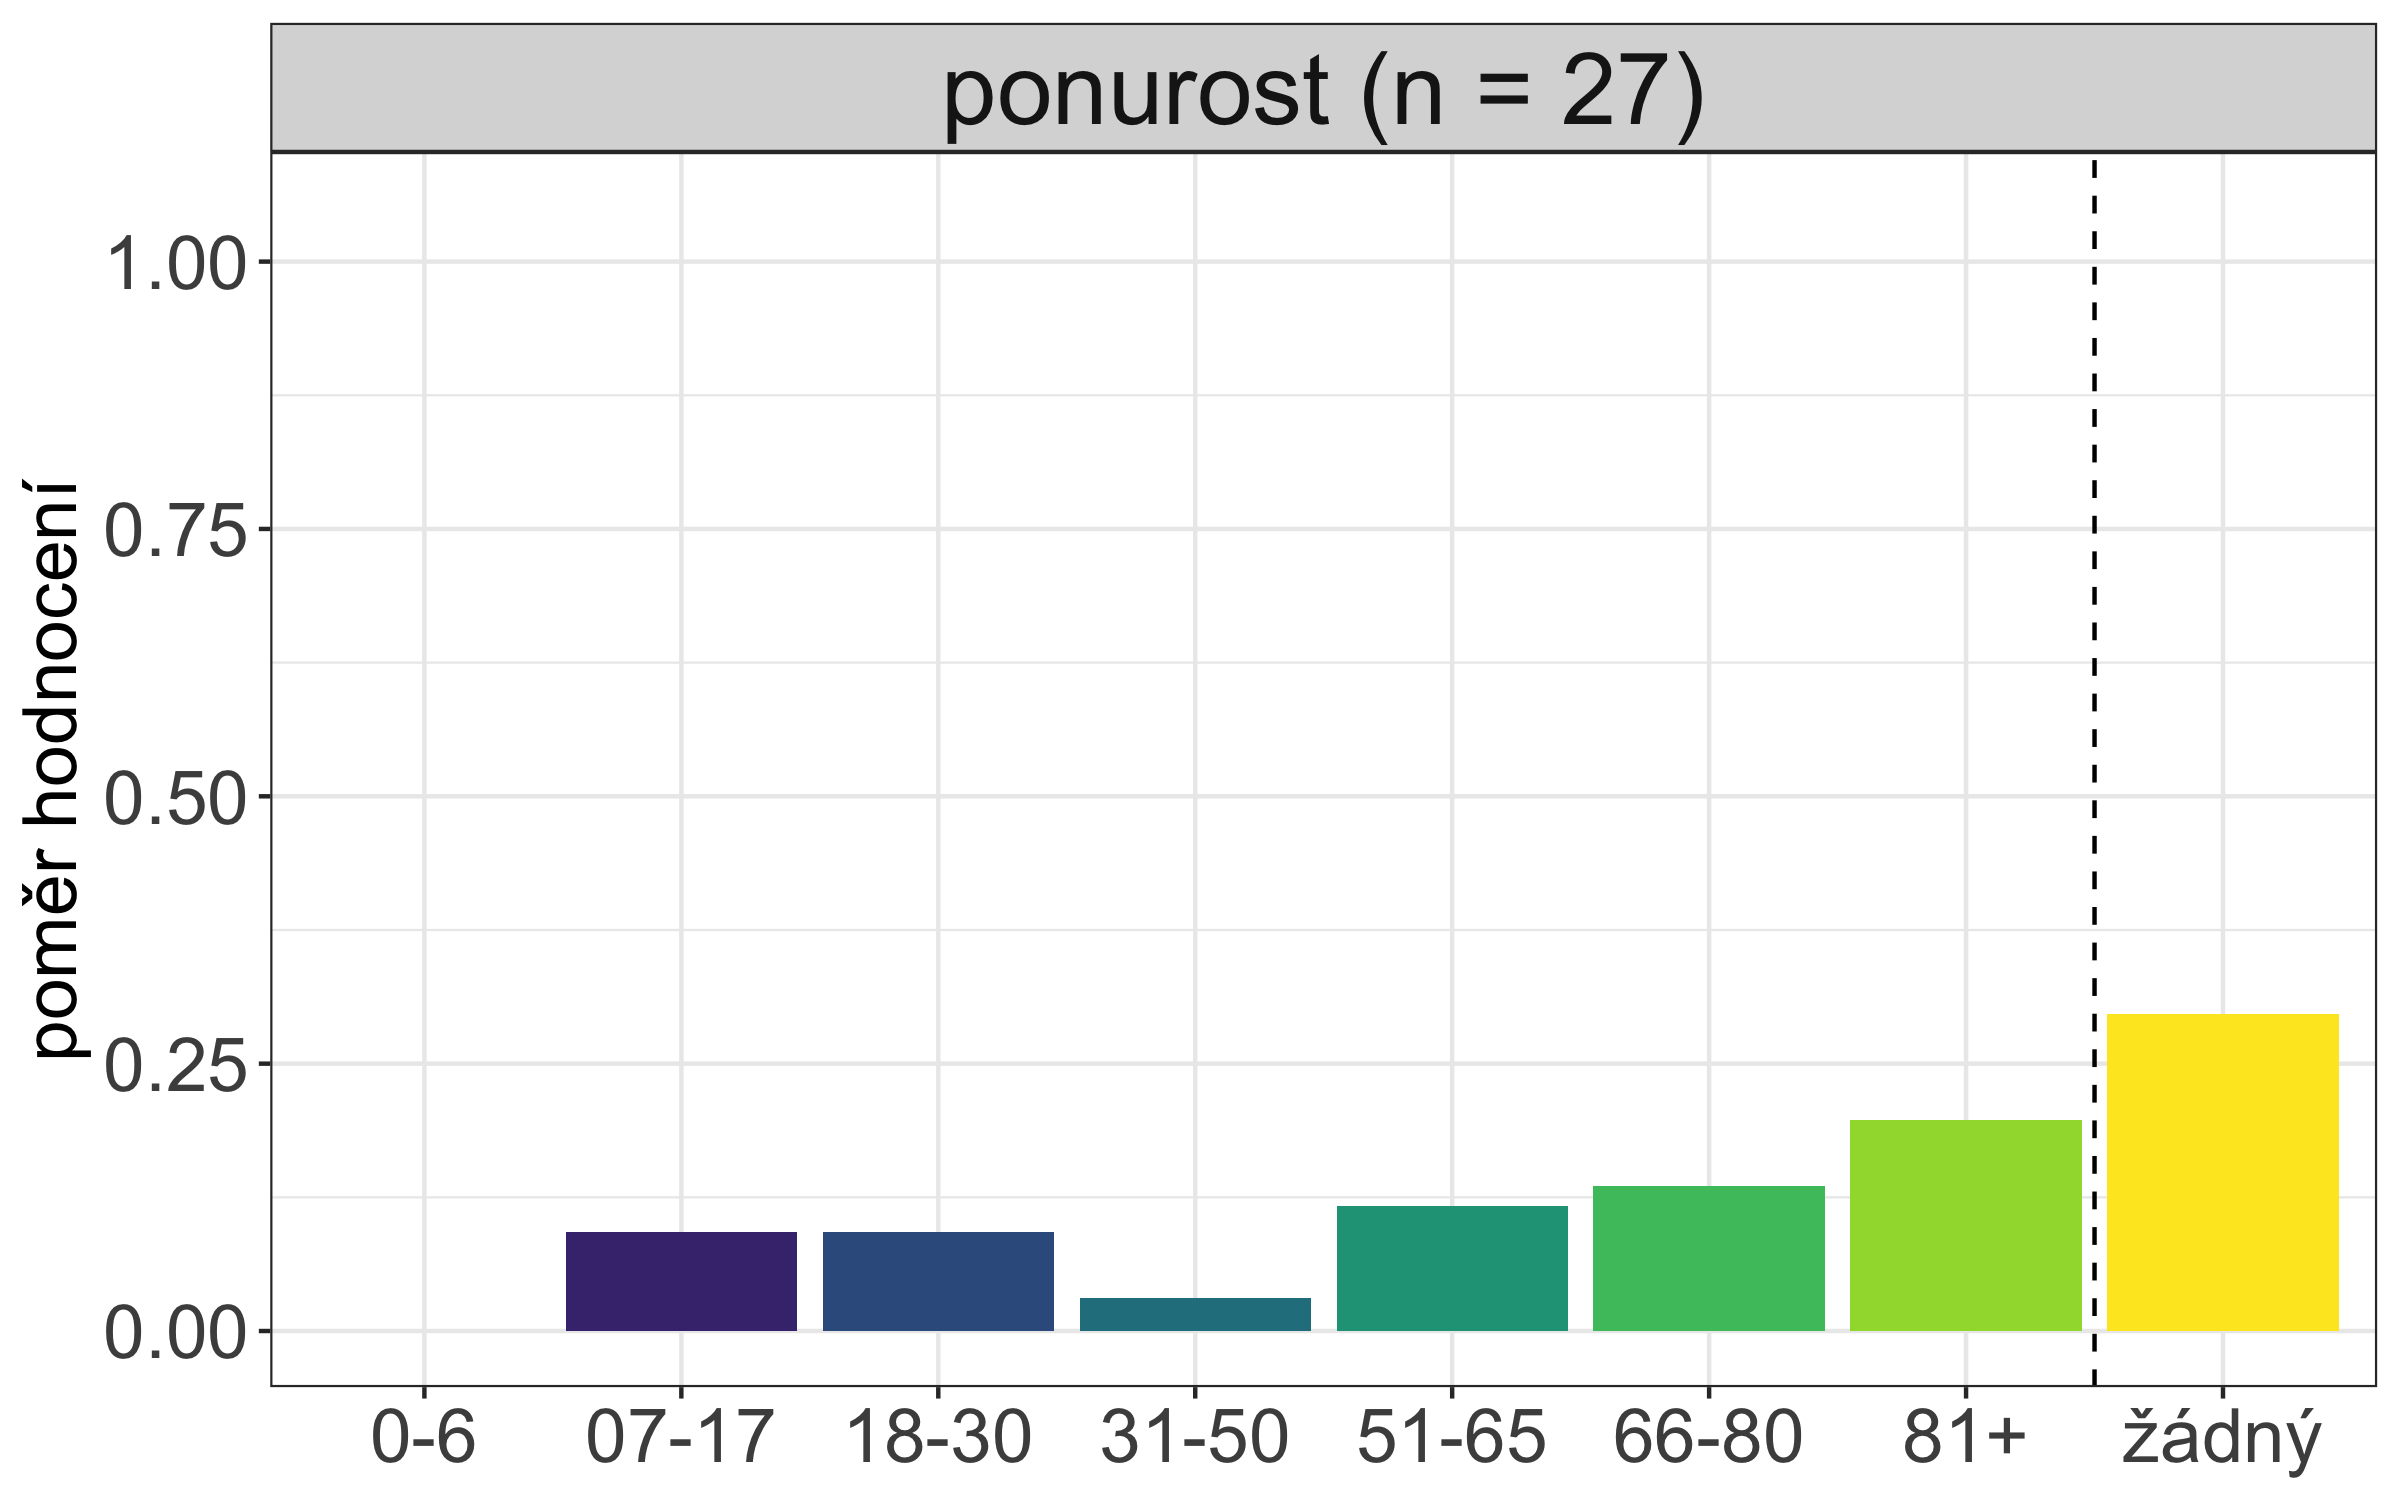 ponurost (n = 27)
poměr hodnocení
1.00
0.75
0.50
0.25
0.00
0-6 07-17 18-30 31-50 51-65 66-80 81+ žádný